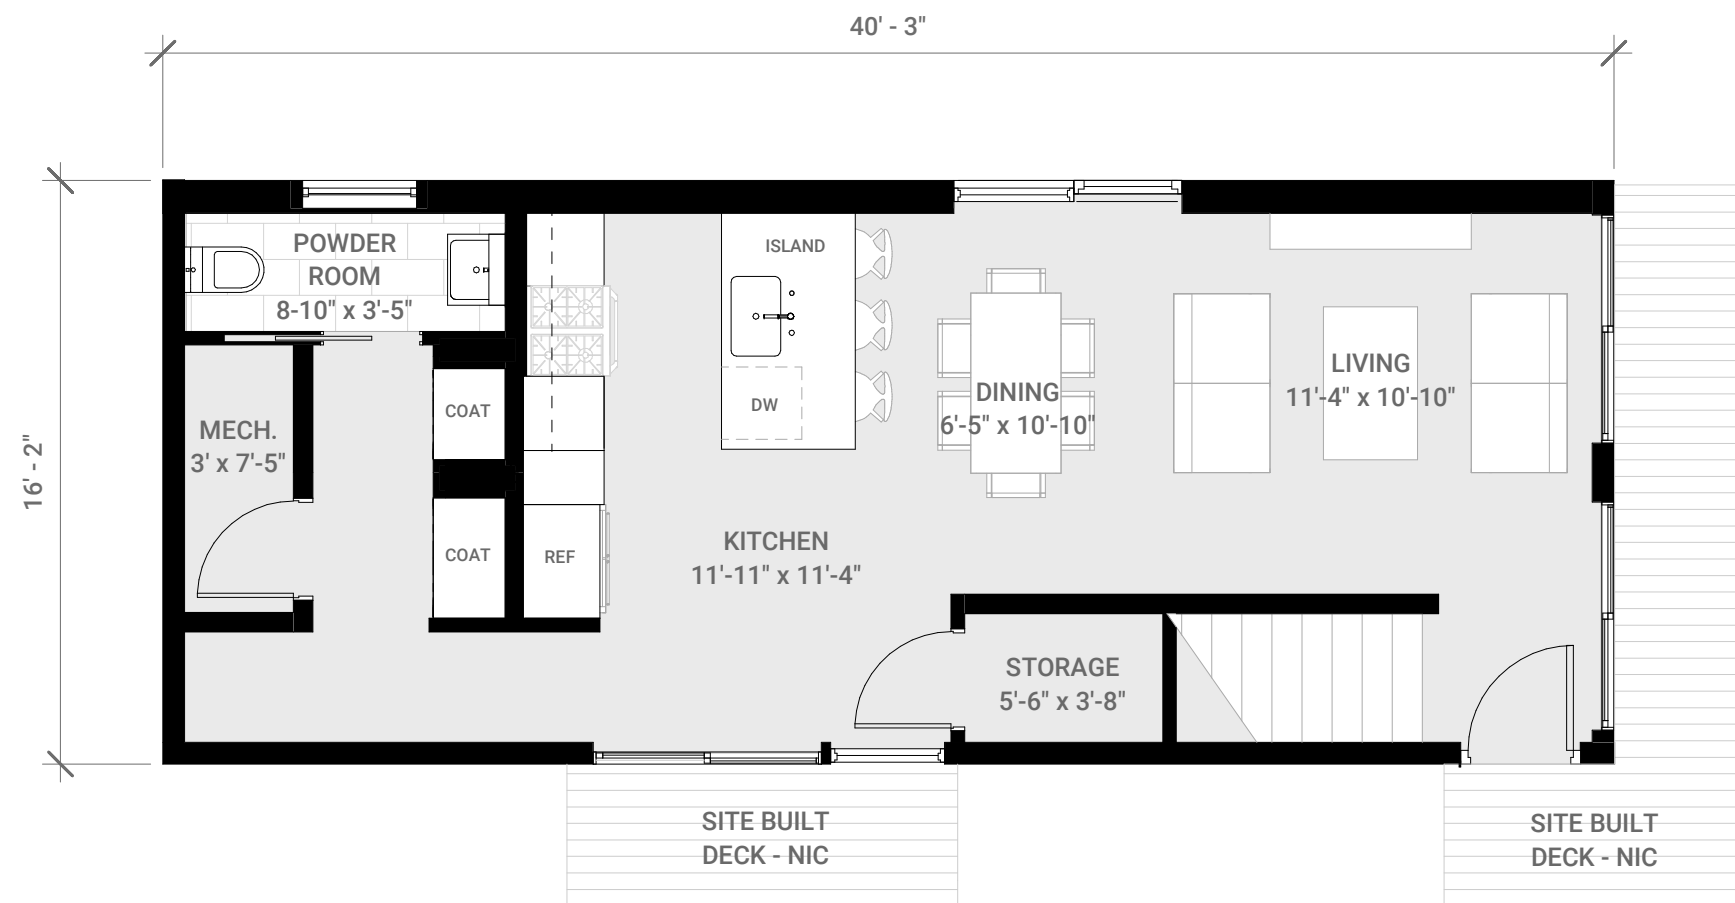 40' - 3"
16' - 2"
POWDER
ROOM
8-10" x 3'-5"
ISLAND
DW
COAT
MECH.
3' x 7'-5"
COAT
REF
DINING
6'-5" x 10'-10"
LIVING
11'-4" x 10'-10"
KITCHEN
11'-11" x 11'-4"
STORAGE
5'-6" x 3'-8"
SITE BUILT
DECK - NIC
SITE BUILT
DECK - NIC